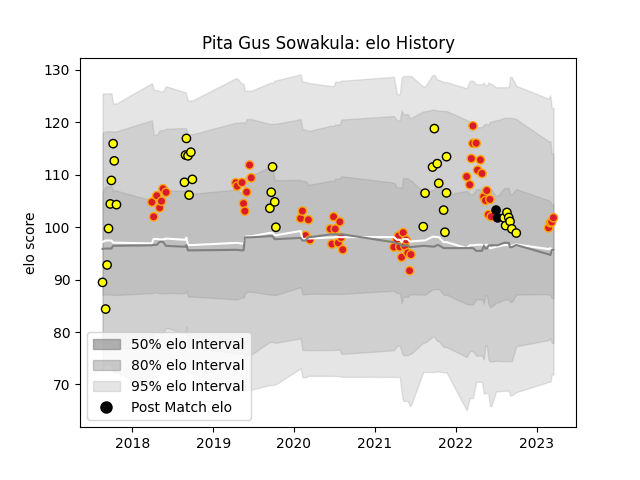 Pita Gus Sowakula: elo History
elo score
130
120
110
100
90
80
70
50% elo Interval
80% elo Interval
95% elo Interval
Post Match elo
2018 2019 2020 2021 2022 2023